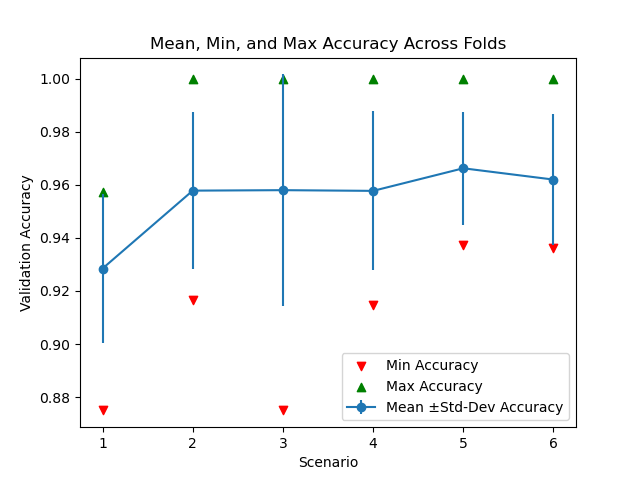 Mean, Min, and Max Accuracy Across Folds
1.00
0.98
0.96
0.94
0.92
0.90
0.88
Validation Accuracy
Min Accuracy
Max Accuracy
Mean ±Std-Dev Accuracy
1 2 3 4 5 6
Scenario